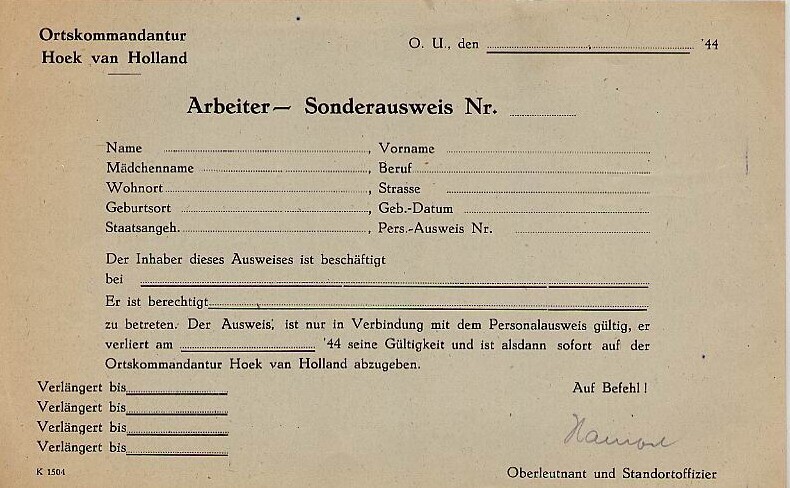 Ortskommandantur
Hoek van Holland
O. U., den '44
Arbeiter— Sonderausweis Nr.
Name , Vorname
Mädchenname , Beruf
Wohnort , Strasse
Geburtsort , Geb.-Datum
Staatsangeh. , Pers.-Ausweis Nr.
Der Inhaber dieses Ausweises ist beschäftigt
bei
Er ist berechtigt
zu betreten. Der Ausweis, ist nur in Verbindung mit dem Personalausweis gültig, er
verliert am '44 seine Gültigkeit und ist alsdann sofort auf der
Ortskommandantur Hoek van Holland abzugeben.
Verlängert bis
Auf Befehl!
Verlängert bis
Verlängert bis
Verlängert bis
K 1504
Oberleutnant und Standortoffizier